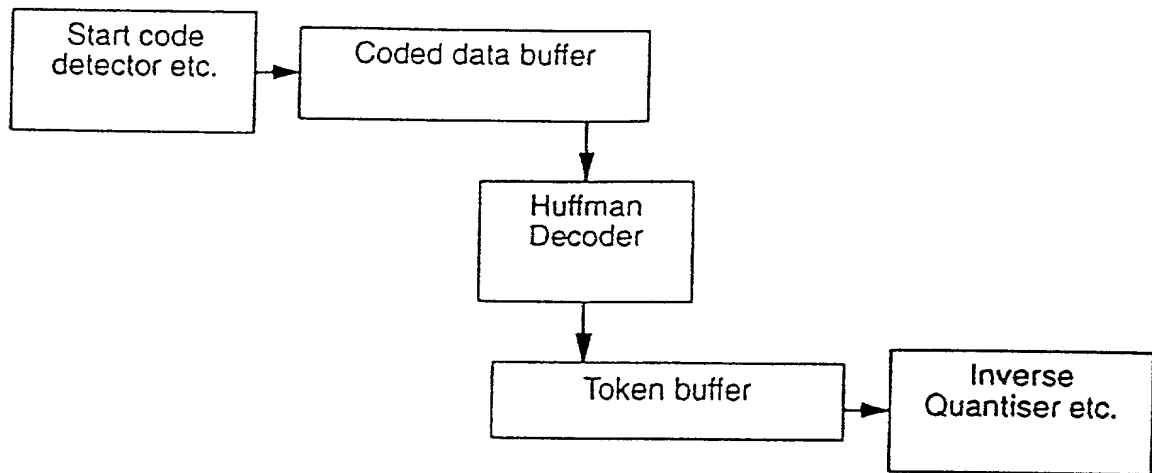 Start code
detector etc.
Coded data buffer
Huffman
Decoder
Token buffer
Inverse
Quantiser etc.